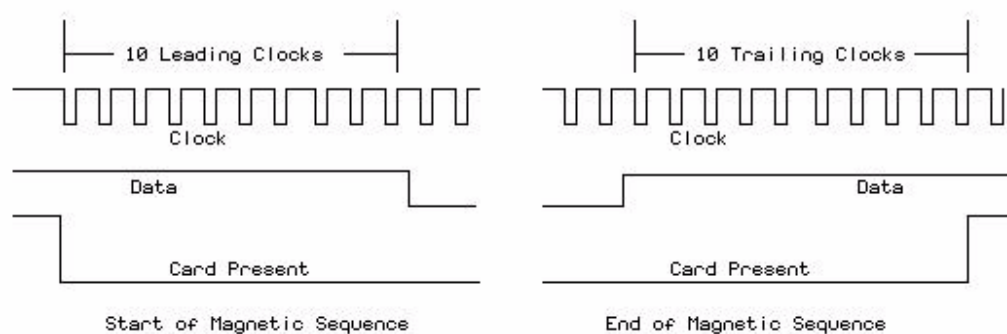 10 Leading Clocks
Clock
Data
Card Present
Start of Magnetic Sequence
10 Trailing Clocks
Clock
Data
Card Present
End of Magnetic Sequence